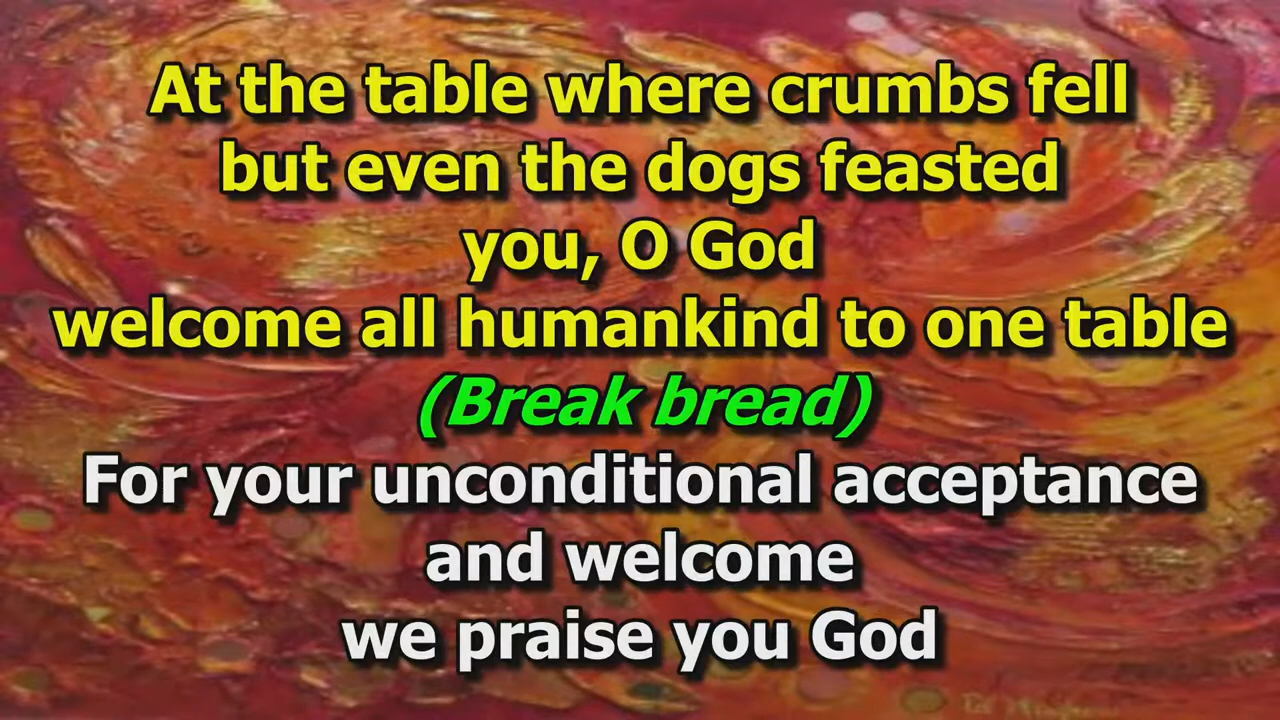 At the table where crumbs fell
but even the dogs feasted
you, O God
welcome all humankind to one table
(Break bread)
For your unconditional acceptance
and welcome
we praise you God